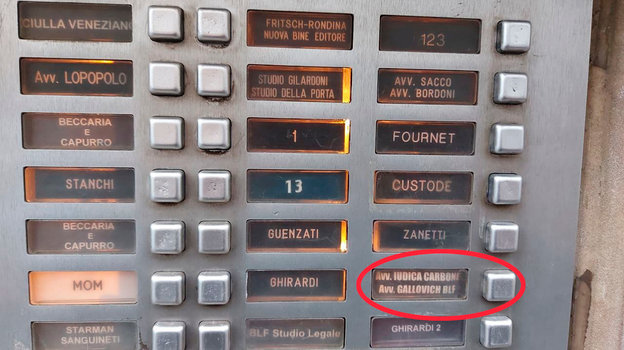 CIULLA VENEZIANO
FRITSCH-RONDINA
NUOVA BINE EDITORE
123
Avv. LOPOPOLO
STUDIO GILARDONI
STUDIO DELLA PORTA
AVV. SACCO
AVV. BORDONI
BECCARIA
E
CAPURRO
1
FOURNET
STANCHI
13
CUSTODE
BECCARIA
E
CAPURRO
GUENZATI
ZANETTI
MOM
GHIRARDI
Avv. IUDICA CARBONE
Avv. GALLOVICH BLF
STARMAN
SANGUINETI
BLF Studio Legale
GHIRARDI 2